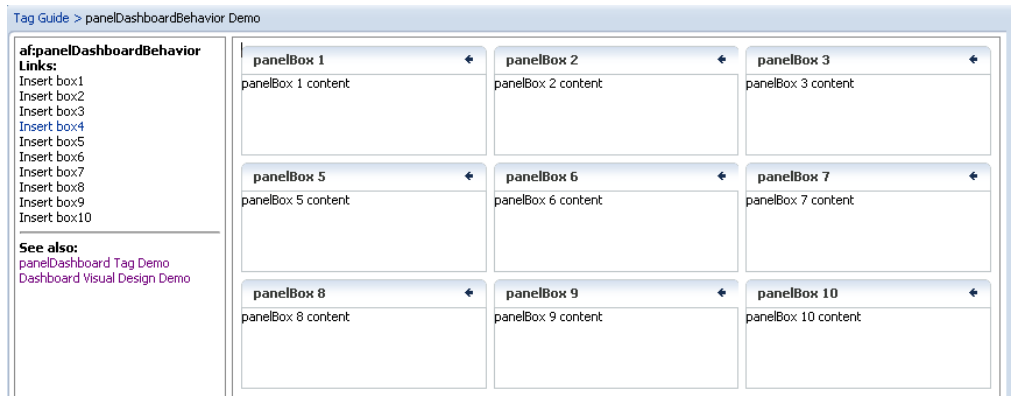 Tag Guide > panelDashboardBehavior Demo
af:panelDashboardBehavior
Links:
Insert box1
Insert box2
Insert box3
Insert box4
Insert box5
Insert box6
Insert box7
Insert box8
Insert box9
Insert box10
See also:
panelDashboard Tag Demo
Dashboard Visual Design Demo
panelBox 1
panelBox 1 content
panelBox 2
panelBox 2 content
panelBox 3
panelBox 3 content
panelBox 5
panelBox 5 content
panelBox 6
panelBox 6 content
panelBox 7
panelBox 7 content
panelBox 8
panelBox 8 content
panelBox 9
panelBox 9 content
panelBox 10
panelBox 10 content